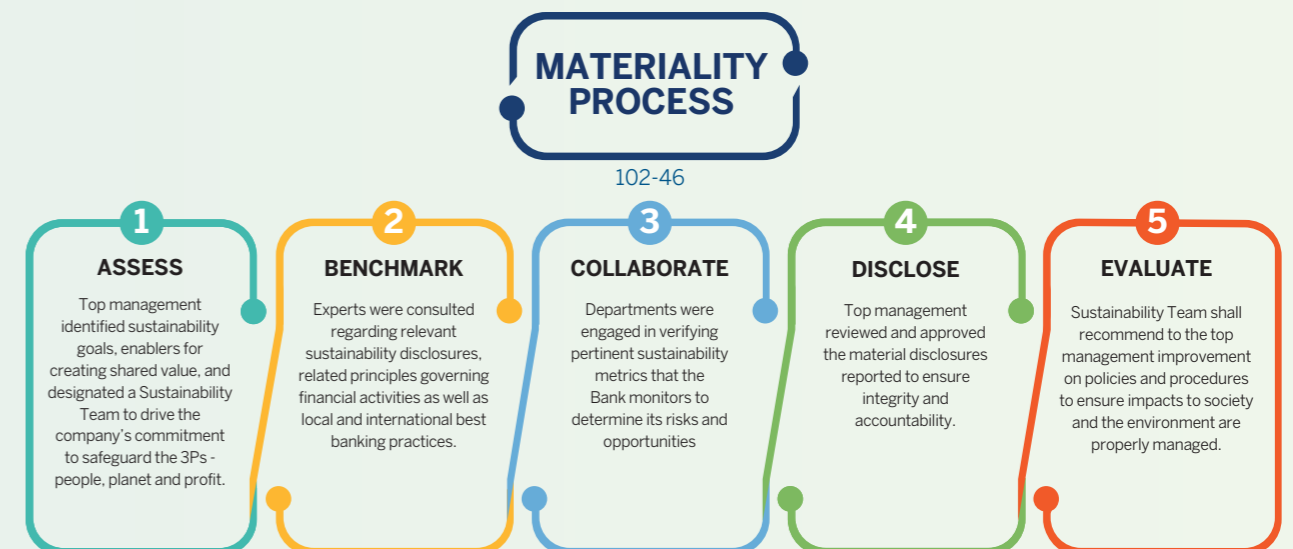 MATERIALITY
PROCESS
102-46
1
ASSESS
Top management
identified sustainability
goals, enablers for
creating shared value, and
designated a Sustainability
Team to drive the
company's commitment
to safeguard the 3Ps -
people, planet and profit.
2
BENCHMARK
Experts were consulted
regarding relevant
sustainability disclosures,
related principles governing
financial activities as well as
local and international best
banking practices.
3
COLLABORATE
Departments were
engaged in verifying
pertinent sustainability
metrics that the
Bank monitors to
determine its risks and
opportunities
4
DISCLOSE
Top management
reviewed and approved
the material disclosures
reported to ensure
integrity and
accountability.
5
EVALUATE
Sustainability Team shall
recommend to the top
management improvement
on policies and procedures
to ensure impacts to society
and the environment are
properly managed.